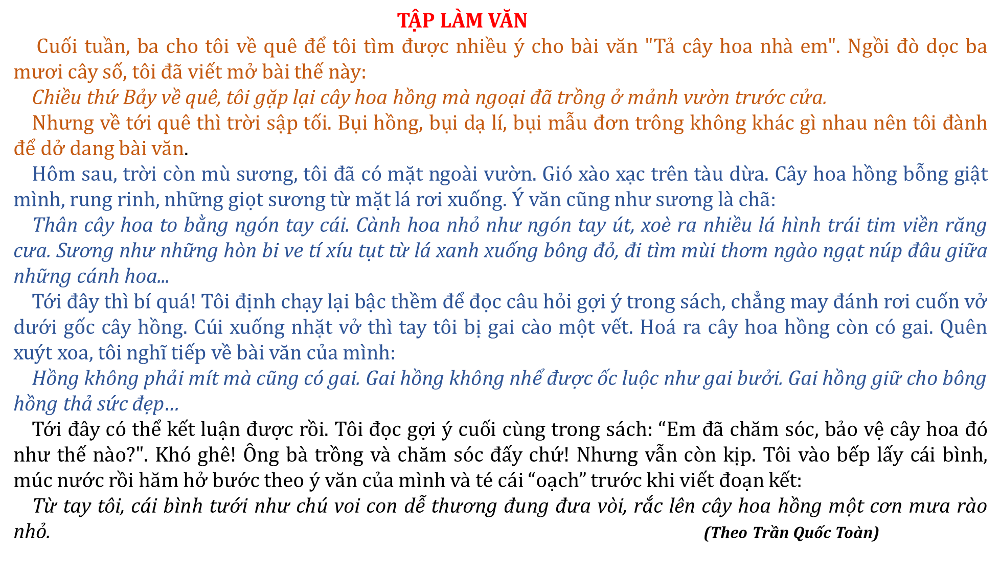 TẬP LÀM VĂN
Cuối tuần, ba cho tôi về quê để tôi tìm được nhiều ý cho bài văn "Tả cây hoa nhà em". Ngồi đò dọc ba
mươi cây số, tôi đã viết mở bài thế này:
Chiều thứ Bảy về quê, tôi gặp lại cây hoa hồng mà ngoại đã trồng ở mảnh vườn trước cửa.
Nhưng về tới quê thì trời sập tối. Bụi hồng, bụi dạ lí, bụi mẫu đơn trông không khác gì nhau nên tôi đành
để dở dang bài văn.
Hôm sau, trời còn mù sương, tôi đã có mặt ngoài vườn. Gió xào xạc trên tàu dừa. Cây hoa hồng bỗng giật
mình, rung rinh, những giọt sương từ mặt lá rơi xuống. Ý văn cũng như sương là chã:
Thân cây hoa to bằng ngón tay cái. Cành hoa nhỏ như ngón tay út, xoè ra nhiều lá hình trái tim viền răng
cưa. Sương như những hòn bi ve tí xíu tụt từ lá xanh xuống bông đỏ, đi tìm mùi thơm ngào ngạt núp đâu giữa
những cánh hoa...
Tới đây thì bí quá! Tôi định chạy lại bậc thềm để đọc câu hỏi gợi ý trong sách, chẳng may đánh rơi cuốn vở
dưới gốc cây hồng. Cúi xuống nhặt vở thì tay tôi bị gai cào một vết. Hoá ra cây hoa hồng còn có gai. Quên
xuýt xoa, tôi nghĩ tiếp về bài văn của mình:
Hồng không phải mít mà cũng có gai. Gai hồng không nhể được ốc luộc như gai bưởi. Gai hồng giữ cho bông
hồng thả sức đẹp...
Tới đây có thể kết luận được rồi. Tôi đọc gợi ý cuối cùng trong sách: “Em đã chăm sóc, bảo vệ cây hoa đó
như thế nào?". Khó ghê! Ông bà trồng và chăm sóc đấy chứ! Nhưng vẫn còn kịp. Tôi vào bếp lấy cái bình,
múc nước rồi hăm hở bước theo ý văn của mình và té cái “oạch” trước khi viết đoạn kết:
Từ tay tôi, cái bình tưới như chú voi con dễ thương đung đưa vòi, rắc lên cây hoa hồng một cơn mưa rào
nhỏ. (Theo Trần Quốc Toàn)